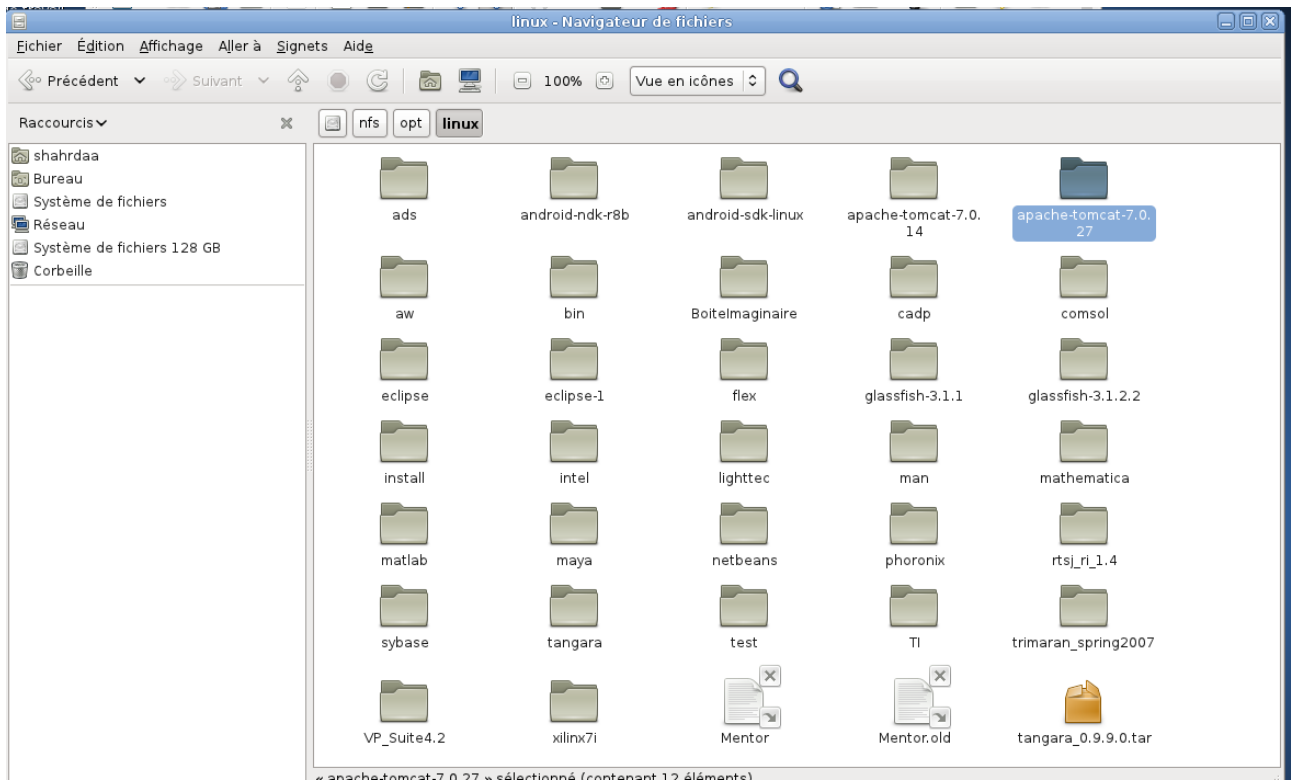 linux - Navigateur de fichiers
Fichier Édition Affichage Aller à Signets Aide
Précédent Suivant 100% Vue en icônes
Raccourcis nfs opt linux
shahrdaa
Bureau
Système de fichiers
Réseau
Système de fichiers 128 GB
Corbeille
ads android-ndk-r8b android-sdk-linux apache-tomcat-7.0. apache-tomcat-7.0.
14 27
aw bin BoiteImaginaire cadp comsol
eclipse eclipse-1 flex glassfish-3.1.1 glassfish-3.1.2.2
install intel lighttec man mathematica
matlab maya netbeans phoronix rtsj_ri_1.4
sybase tangara test TI trimaran_spring2007
VP_Suite4.2 xilinx7i Mentor Mentor.old tangara_0.9.9.0.tar
« apache-tomcat-7.0.27 » sélectionné (contenant 12 éléments)